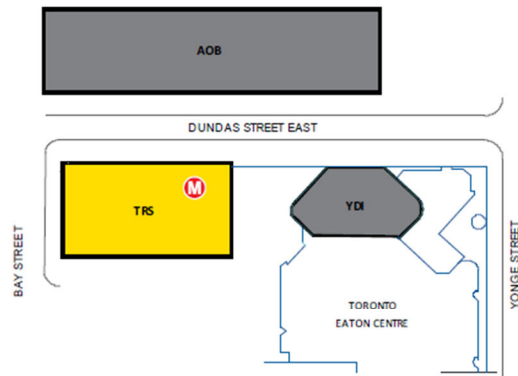 AOB
DUNDAS STREET EAST
M
TRS
YDI
BAY STREET
YONGE STREET
TORONTO
EATON CENTRE